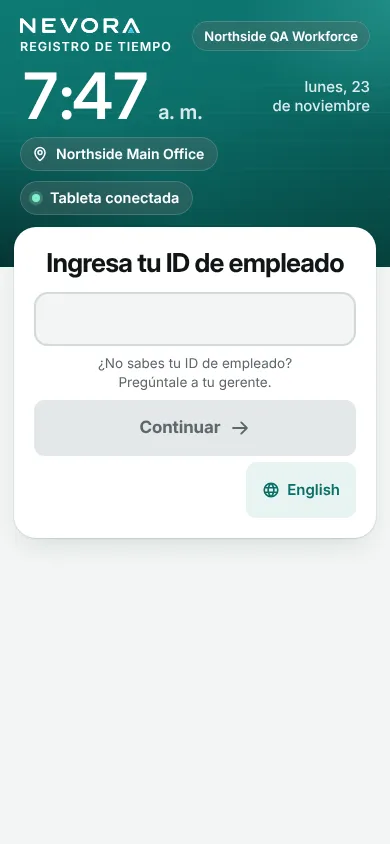 NEVORA
REGISTRO DE TIEMPO
Northside QA Workforce
7:47 a. m.
lunes, 23
de noviembre
Northside Main Office
Tableta conectada
Ingresa tu ID de empleado
¿No sabes tu ID de empleado?
Pregúntale a tu gerente.
Continuar →
English